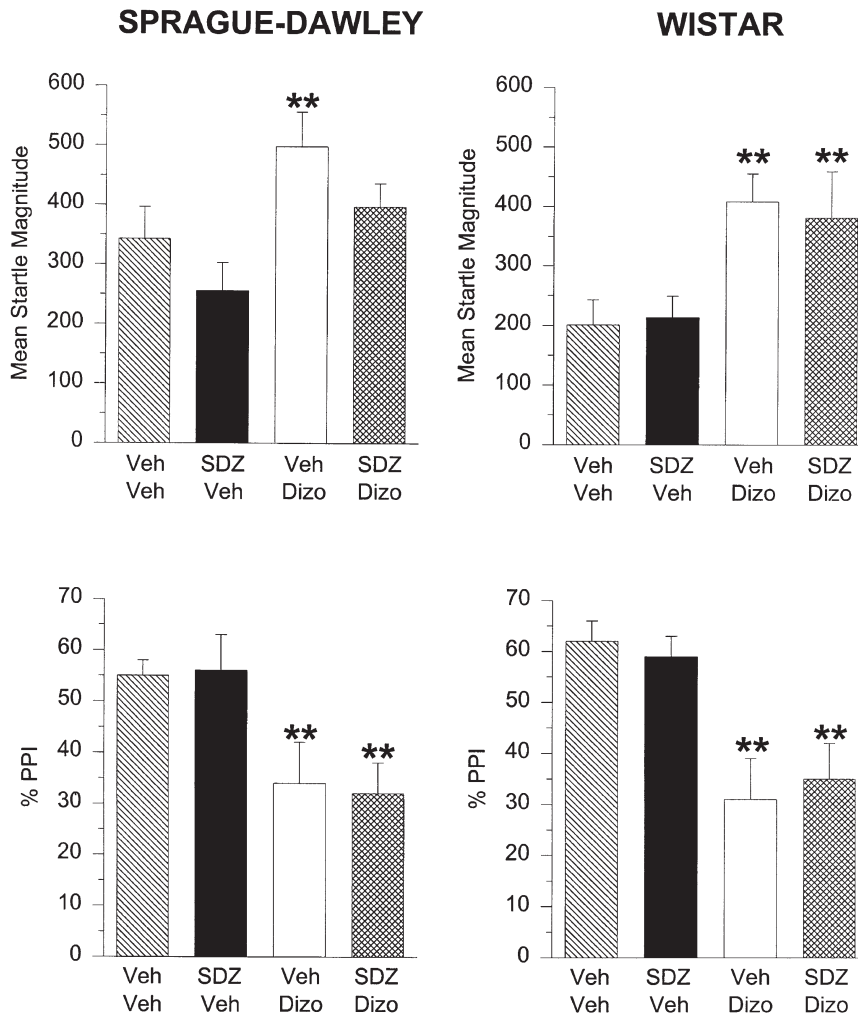 SPRAGUE-DAWLEY
WISTAR
Mean Startle Magnitude
600
500
400
300
200
100
0
**
Veh SDZ Veh SDZ
Veh Veh Dizo Dizo
Mean Startle Magnitude
600
500
400
300
200
100
0
** **
Veh SDZ Veh SDZ
Veh Veh Dizo Dizo
% PPI
70
60
50
40
30
20
10
0
** **
Veh SDZ Veh SDZ
Veh Veh Dizo Dizo
% PPI
70
60
50
40
30
20
10
0
** **
Veh SDZ Veh SDZ
Veh Veh Dizo Dizo